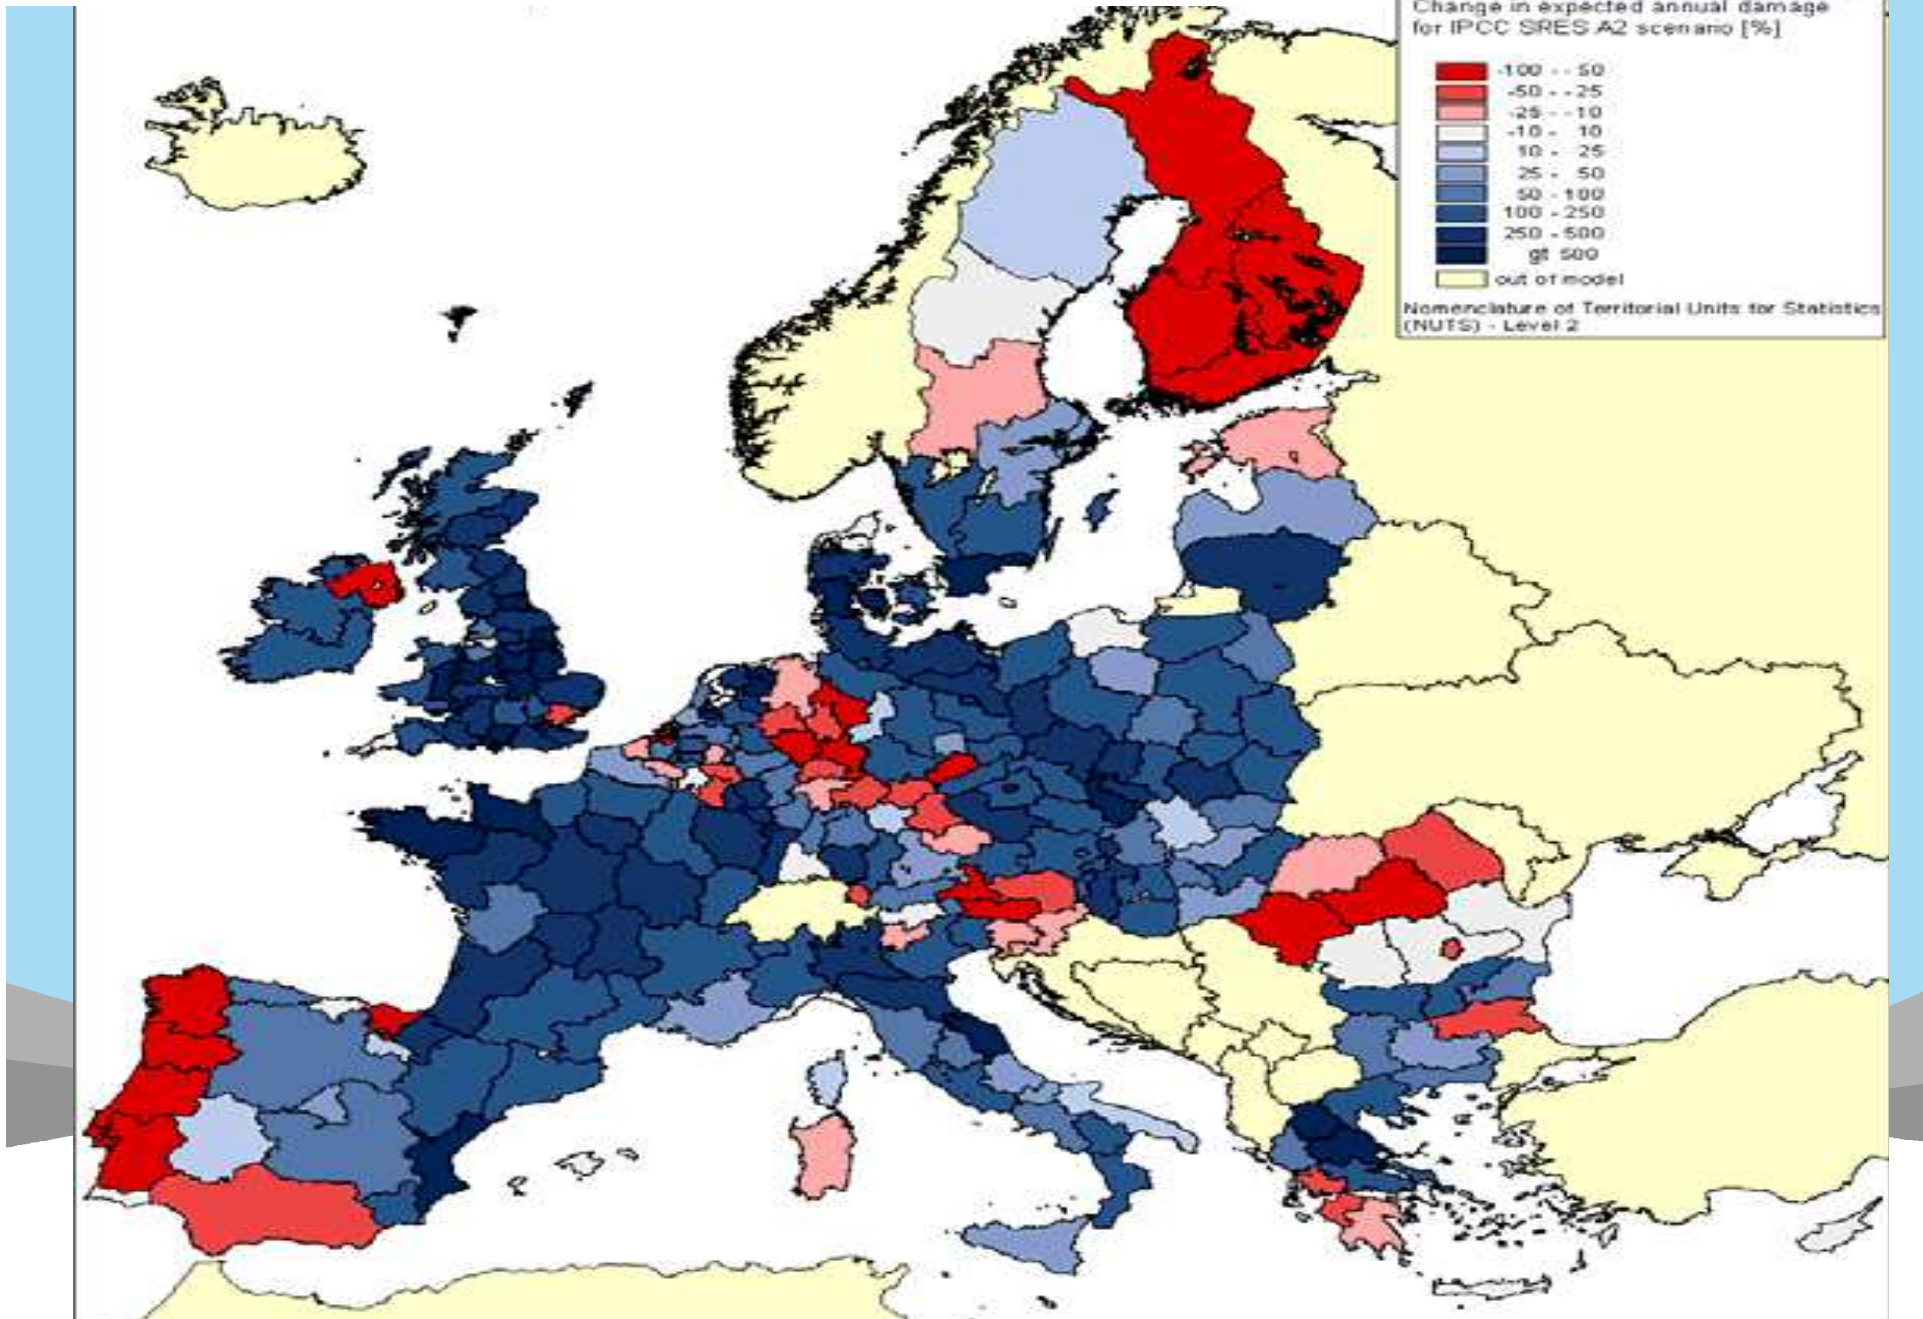 Change in expected annual damage
for IPCC SRES A2 scenario [%]
-100 - -50
-50 - -25
-25 - -10
-10 - 10
10 - 25
25 - 50
50 - 100
100 - 250
250 - 500
gt 500
out of model
Nomenclature of Territorial Units for Statistics
(NUTS) - Level 2